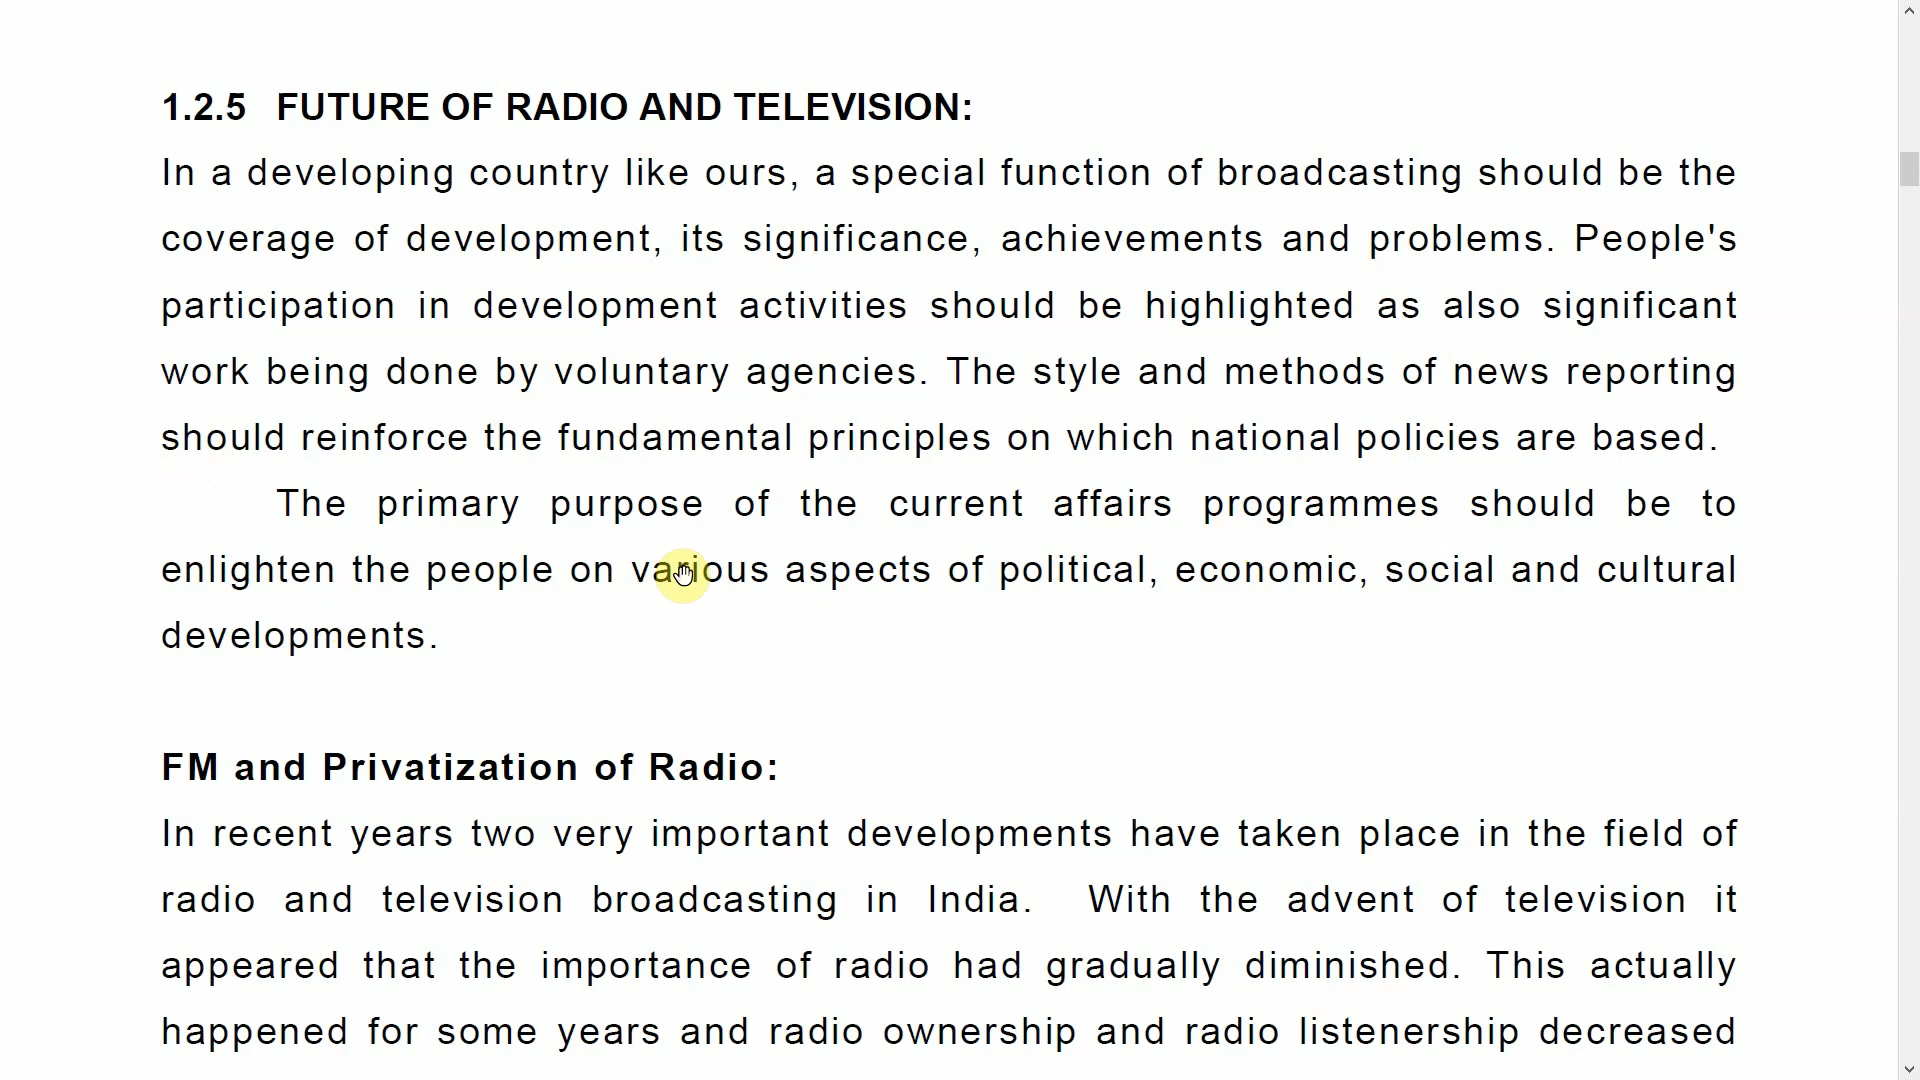 1.2.5 FUTURE OF RADIO AND TELEVISION:
In a developing country like ours, a special function of broadcasting should be the
coverage of development, its significance, achievements and problems. People's
participation in development activities should be highlighted as also significant
work being done by voluntary agencies. The style and methods of news reporting
should reinforce the fundamental principles on which national policies are based.
The primary purpose of the current affairs programmes should be to
enlighten the people on various aspects of political, economic, social and cultural
developments.
FM and Privatization of Radio:
In recent years two very important developments have taken place in the field of
radio and television broadcasting in India. With the advent of television it
appeared that the importance of radio had gradually diminished. This actually
happened for some years and radio ownership and radio listenership decreased